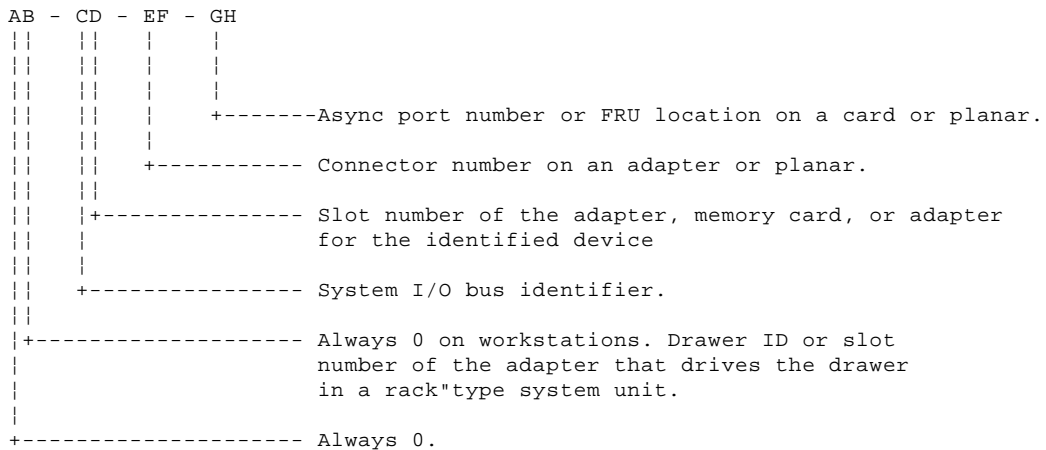 AB - CD - EF - GH
¦¦   ¦¦   ¦    ¦
¦¦   ¦¦   ¦    ¦
¦¦   ¦¦   ¦    ¦
¦¦   ¦¦   ¦    +-------Async port number or FRU location on a card or planar.
¦¦   ¦¦   ¦
¦¦   ¦¦   +----------- Connector number on an adapter or planar.
¦¦   ¦¦
¦¦   ¦+--------------- Slot number of the adapter, memory card, or adapter
¦¦   ¦                 for the identified device
¦¦   ¦
¦¦   +---------------- System I/O bus identifier.
¦¦
¦+-------------------- Always 0 on workstations. Drawer ID or slot
¦                      number of the adapter that drives the drawer
¦                      in a rack"type system unit.
¦
+--------------------- Always 0.